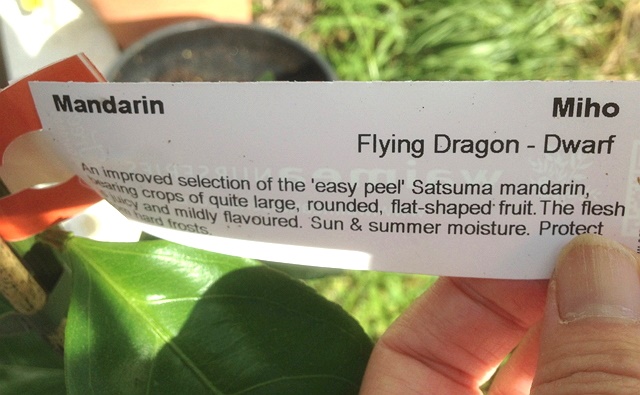 Mandarin Miho
Flying Dragon - Dwarf
An improved selection of the 'easy peel' Satsuma mandarin,
bearing crops of quite large, rounded, flat-shaped fruit. The flesh
juicy and mildly flavoured. Sun & summer moisture. Protect
hard frosts.